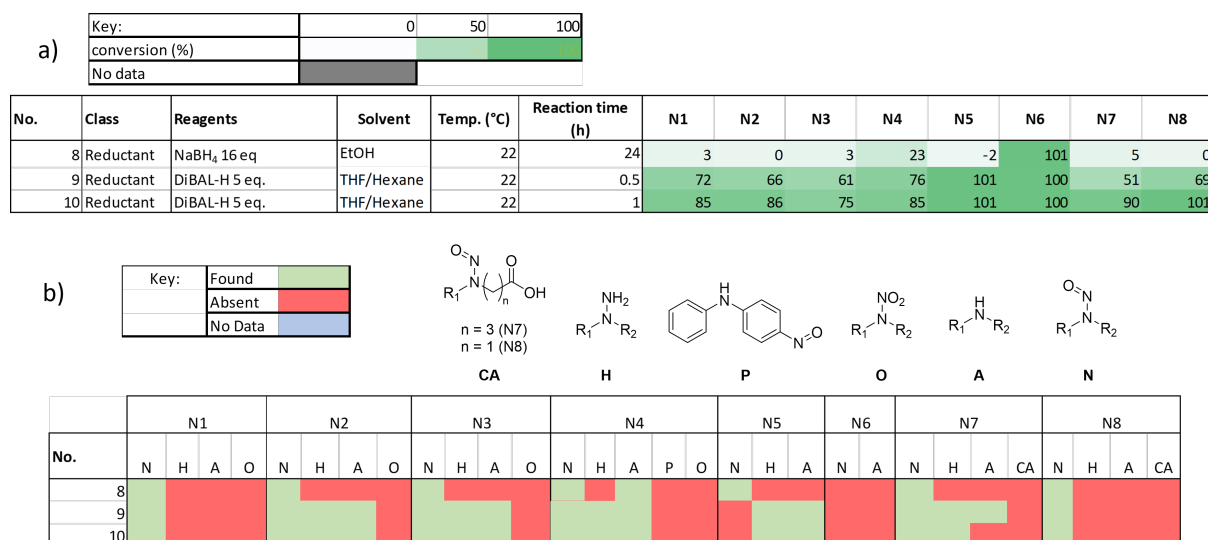 a)
Key: 0 50 100
conversion (%)
No data
No. Class Reagents Solvent Temp. (°C) Reaction time (h) N1 N2 N3 N4 N5 N6 N7 N8
8 Reductant NaBH₄ 16 eq EtOH 22 24 3 0 3 23 -2 101 5 0
9 Reductant DiBAL-H 5 eq. THF/Hexane 22 0.5 72 66 61 76 101 100 51 69
10 Reductant DiBAL-H 5 eq. THF/Hexane 22 1 85 86 75 85 101 100 90 101
b)
Key: Found
Absent
No Data
O N N R₁ n O OH
n = 3 (N7)
n = 1 (N8)
NH₂ N R₁ R₂
H N N O
NO₂ N R₁ R₂
H N R₁ R₂
O N N R₁ R₂
CA H P O A N
N1 N2 N3 N4 N5 N6 N7 N8
No. N H A O N H A O N H A O N H A P O N H A N A N H A CA N H A CA
8
9
10